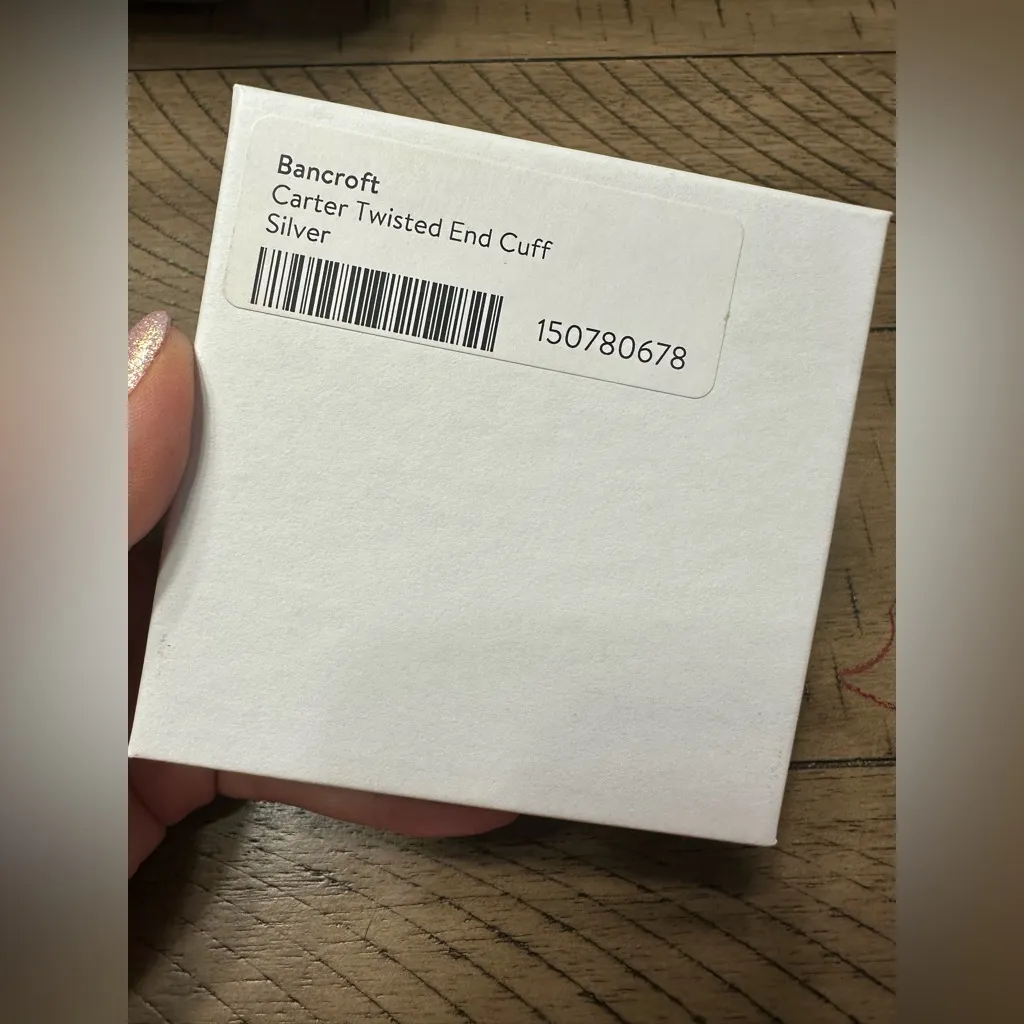 Bancroft
Carter Twisted End Cuff
Silver
150780678